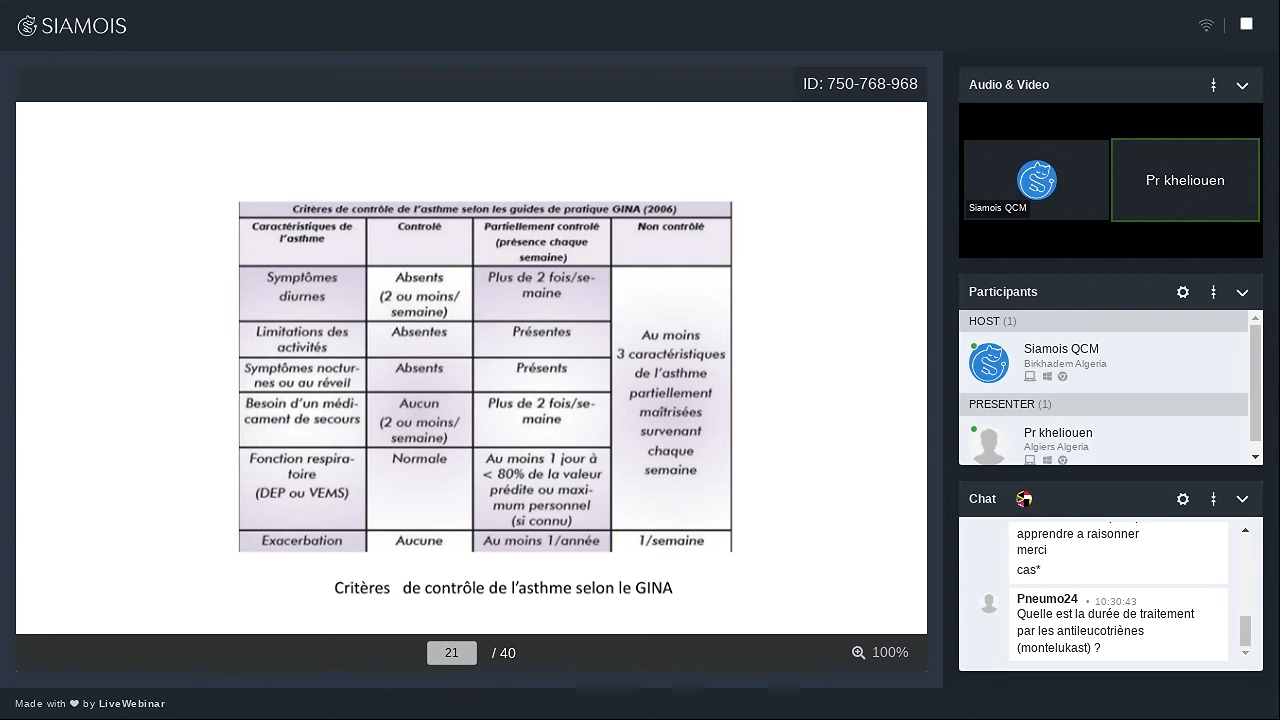 SIAMOIS
ID: 750-768-968
Critères de contrôle de l'asthme selon les guides de pratique GINA (2006)
Caractéristiques de
l'asthme
Controlé
Partiellement controlé
(présence chaque
semaine)
Non contrôlé
Symptômes
diurnes
Absents
(2 ou moins/
semaine)
Plus de 2 fois/se-
maine
Limitations des
activités
Absentes
Présentes
Symptômes noctur-
nes ou au réveil
Absents
Présents
Besoin d'un médi-
cament de secours
Aucun
(2 ou moins/
semaine)
Plus de 2 fois/se-
maine
Fonction respira-
toire
(DEP ou VEMS)
Normale
Au moins 1 jour à
< 80% de la valeur
prédite ou maxi-
mum personnel
(si connu)
Au moins
3 caractéristiques
de l'asthme
partiellement
maîtrisées
survenant
chaque
semaine
Exacerbation
Aucune
Au moins 1/année
1/semaine
Critères de contrôle de l'asthme selon le GINA
21 / 40
100%
Audio & Video
Siamois QCM
Pr kheliouen
Participants
HOST (1)
Siamois QCM
Birkhadem Algeria
PRESENTER (1)
Pr kheliouen
Algiers Algeria
Chat
apprendre a raisonner
merci
cas*
Pneumo24 • 10:30:43
Quelle est la durée de traitement
par les antileucotriènes
(montelukast) ?
Made with by LiveWebinar